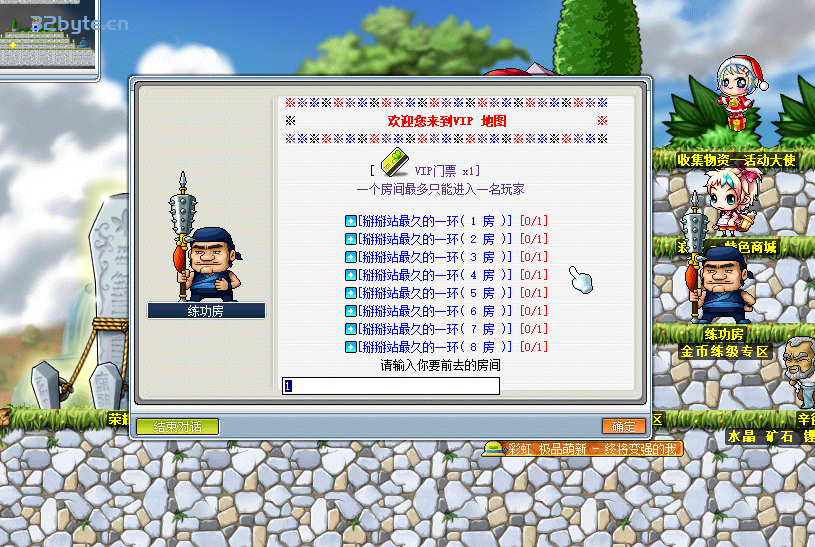 32byte.cn
※※※※※※※※※※※※※※※※※※※※※※※※※※※
※ 欢迎您来到VIP 地图 ※
※※※※※※※※※※※※※※※※※※※※※※※※※※※
[ VIP门票 x1]
一个房间最多只能进入一名玩家
[掰掰站最久的一环( 1 房 )] [0/1]
[掰掰站最久的一环( 2 房 )] [0/1]
[掰掰站最久的一环( 3 房 )] [0/1]
[掰掰站最久的一环( 4 房 )] [0/1]
[掰掰站最久的一环( 5 房 )] [0/1]
[掰掰站最久的一环( 6 房 )] [0/1]
[掰掰站最久的一环( 7 房 )] [0/1]
[掰掰站最久的一环( 8 房 )] [0/1]
请输入你要前去的房间
1
练功房
结束对话
确定
收集物资—活动大使
特色商城
练功房
金币练级专区
荣
区
辛
水晶 矿石 锂
彩虹 极品萌新 - 终将变强的我